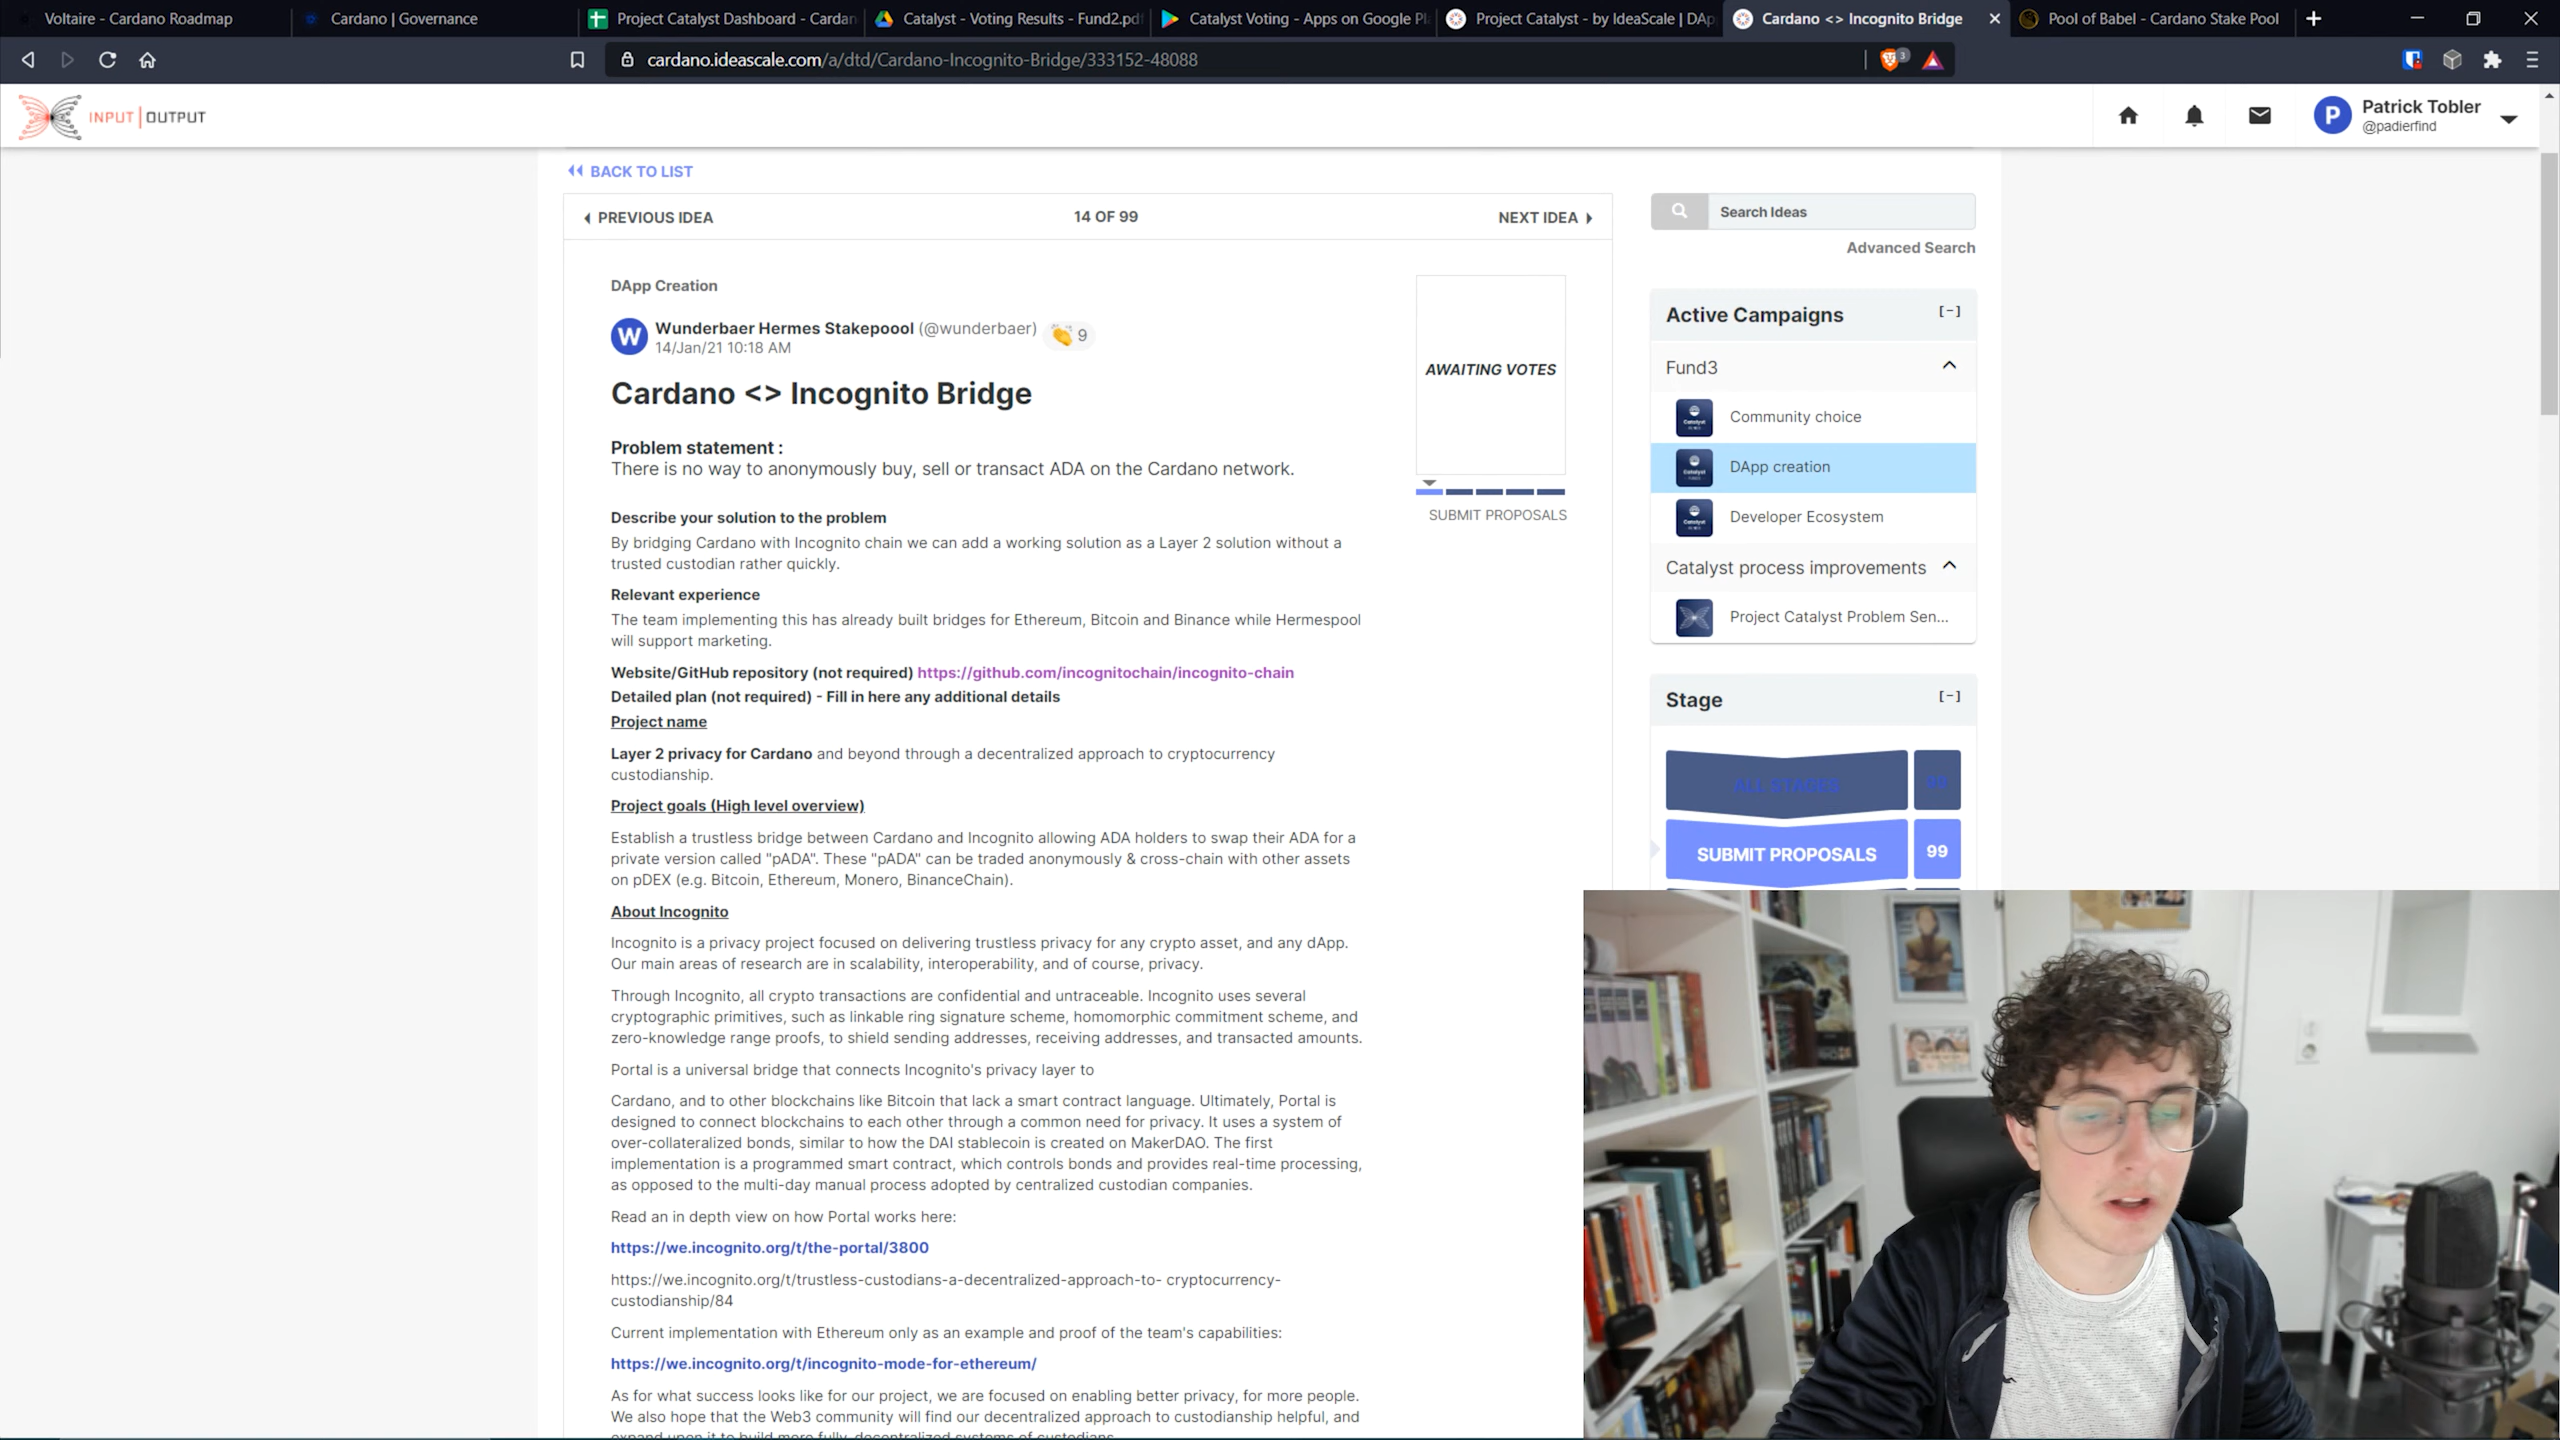 Voltaire - Cardano Roadmap
Cardano | Governance
Project Catalyst Dashboard - Cardan
Catalyst - Voting Results - Fund2.pdf
Catalyst Voting - Apps on Google Pl
Project Catalyst - by IdeaScale | DAp
Cardano <> Incognito Bridge
Pool of Babel - Cardano Stake Pool
cardano.ideascale.com/a/dtd/Cardano-Incognito-Bridge/333152-48088
3
INPUT | OUTPUT
P
Patrick Tobler
@padierfind
BACK TO LIST
PREVIOUS IDEA
14 OF 99
NEXT IDEA
DApp Creation
W
Wunderbaer Hermes Stakepoool (@wunderbaer)
9
14/Jan/21 10:18 AM
Cardano <> Incognito Bridge
Problem statement :
There is no way to anonymously buy, sell or transact ADA on the Cardano network.
AWAITING VOTES
SUBMIT PROPOSALS
Describe your solution to the problem
By bridging Cardano with Incognito chain we can add a working solution as a Layer 2 solution without a
trusted custodian rather quickly.
Relevant experience
The team implementing this has already built bridges for Ethereum, Bitcoin and Binance while Hermespool
will support marketing.
Website/GitHub repository (not required) https://github.com/incognitochain/incognito-chain
Detailed plan (not required) - Fill in here any additional details
Project name
Layer 2 privacy for Cardano and beyond through a decentralized approach to cryptocurrency
custodianship.
Project goals (High level overview)
Establish a trustless bridge between Cardano and Incognito allowing ADA holders to swap their ADA for a
private version called "pADA". These "pADA" can be traded anonymously & cross-chain with other assets
on pDEX (e.g. Bitcoin, Ethereum, Monero, BinanceChain).
About Incognito
Incognito is a privacy project focused on delivering trustless privacy for any crypto asset, and any dApp.
Our main areas of research are in scalability, interoperability, and of course, privacy.
Through Incognito, all crypto transactions are confidential and untraceable. Incognito uses several
cryptographic primitives, such as linkable ring signature scheme, homomorphic commitment scheme, and
zero-knowledge range proofs, to shield sending addresses, receiving addresses, and transacted amounts.
Portal is a universal bridge that connects Incognito's privacy layer to
Cardano, and to other blockchains like Bitcoin that lack a smart contract language. Ultimately, Portal is
designed to connect blockchains to each other through a common need for privacy. It uses a system of
over-collateralized bonds, similar to how the DAI stablecoin is created on MakerDAO. The first
implementation is a programmed smart contract, which controls bonds and provides real-time processing,
as opposed to the multi-day manual process adopted by centralized custodian companies.
Read an in depth view on how Portal works here:
https://we.incognito.org/t/the-portal/3800
https://we.incognito.org/t/trustless-custodians-a-decentralized-approach-to- cryptocurrency-
custodianship/84
Current implementation with Ethereum only as an example and proof of the team's capabilities:
https://we.incognito.org/t/incognito-mode-for-ethereum/
As for what success looks like for our project, we are focused on enabling better privacy, for more people.
We also hope that the Web3 community will find our decentralized approach to custodianship helpful, and
expand upon it to build more fully, decentralized systems of custodians.
Search Ideas
Advanced Search
Active Campaigns
[-]
Fund3
Community choice
DApp creation
Developer Ecosystem
Catalyst process improvements
Project Catalyst Problem Sen...
Stage
[-]
ALL STAGES
99
SUBMIT PROPOSALS
99